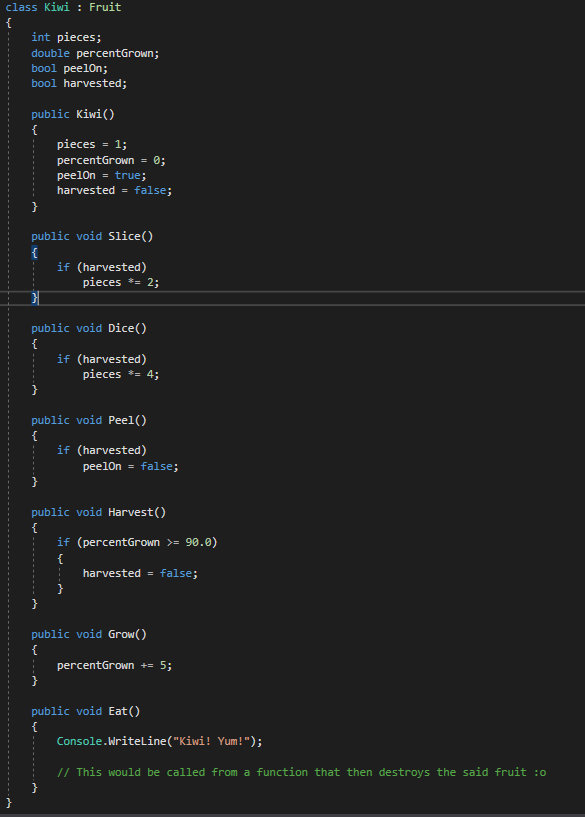 class Kiwi : Fruit
{
    int pieces;
    double percentGrown;
    bool peelOn;
    bool harvested;

    public Kiwi()
    {
        pieces = 1;
        percentGrown = 0;
        peelOn = true;
        harvested = false;
    }

    public void Slice()
    {
        if (harvested)
            pieces *= 2;
    }

    public void Dice()
    {
        if (harvested)
            pieces *= 4;
    }

    public void Peel()
    {
        if (harvested)
            peelOn = false;
    }

    public void Harvest()
    {
        if (percentGrown >= 90.0)
        {
            harvested = false;
        }
    }

    public void Grow()
    {
        percentGrown += 5;
    }

    public void Eat()
    {
        Console.WriteLine("Kiwi! Yum!");

        // This would be called from a function that then destroys the said fruit :o
    }
}